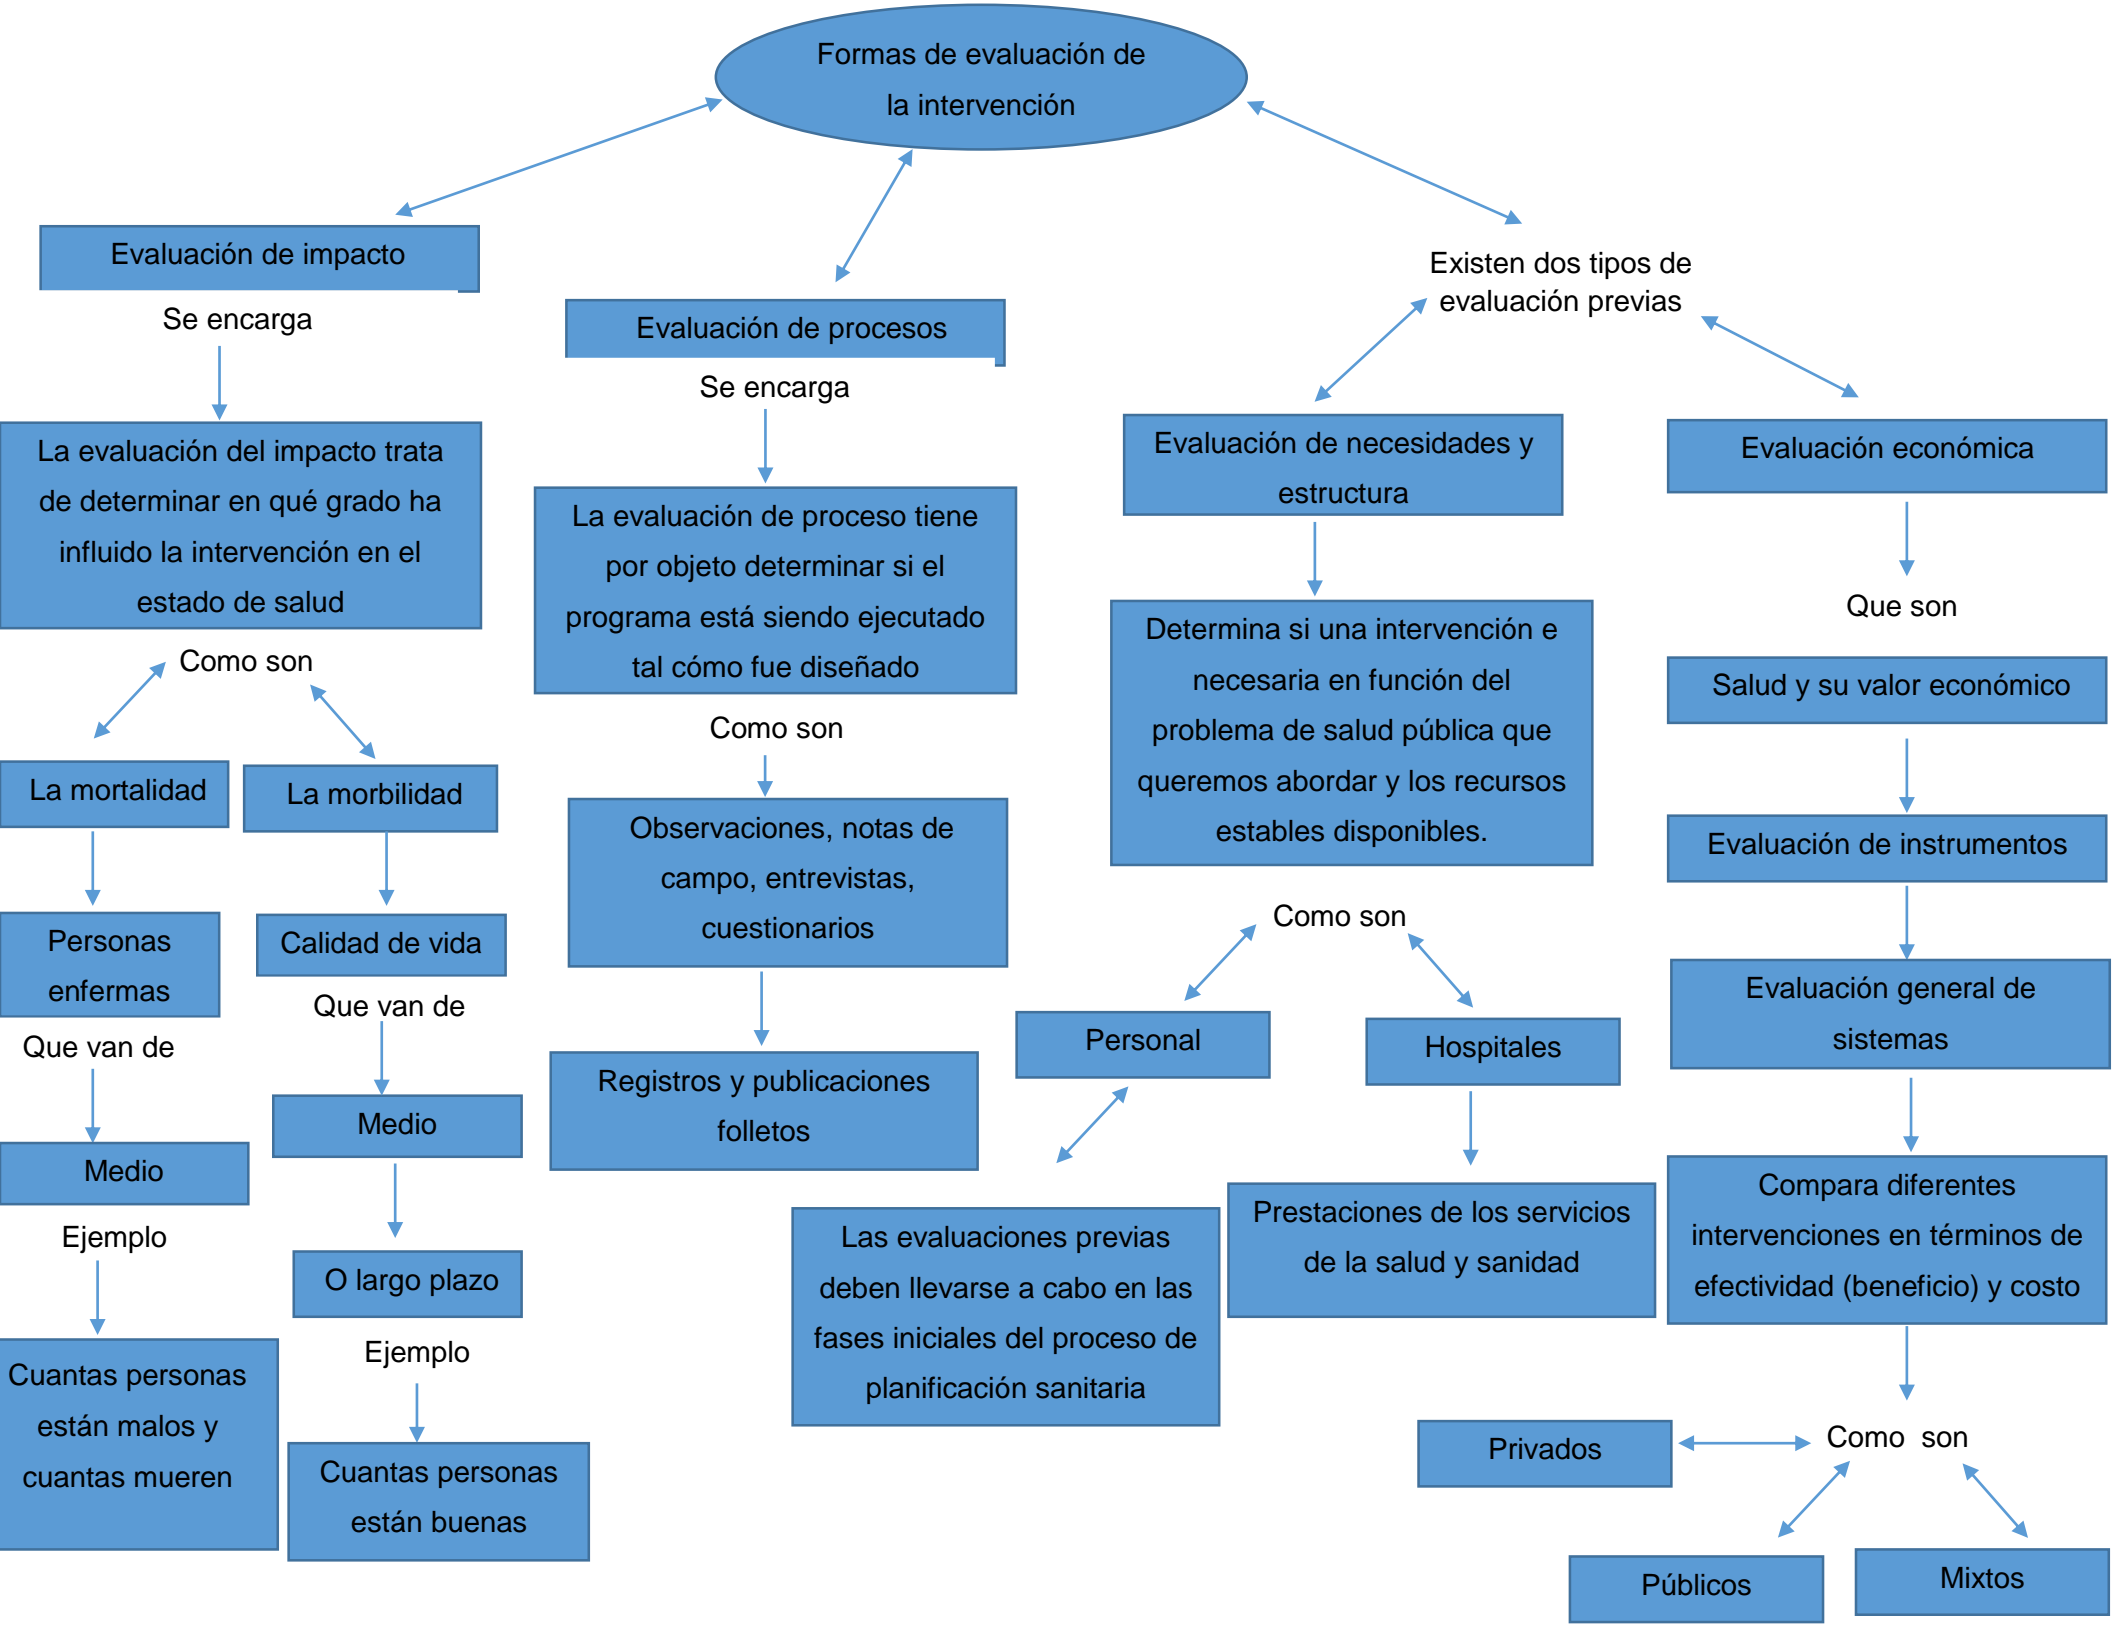 Formas de evaluación de
la intervención
Evaluación de impacto
Se encarga
La evaluación del impacto trata
de determinar en qué grado ha
influido la intervención en el
estado de salud
Como son
La mortalidad
La morbilidad
Personas
enfermas
Calidad de vida
Que van de
Que van de
Medio
Medio
Ejemplo
O largo plazo
Cuantas personas
están malos y
cuantas mueren
Ejemplo
Cuantas personas
están buenas
Evaluación de procesos
Se encarga
La evaluación de proceso tiene
por objeto determinar si el
programa está siendo ejecutado
tal cómo fue diseñado
Como son
Observaciones, notas de
campo, entrevistas,
cuestionarios
Registros y publicaciones
folletos
Existen dos tipos de
evaluación previas
Evaluación de necesidades y
estructura
Determina si una intervención e
necesaria en función del
problema de salud pública que
queremos abordar y los recursos
estables disponibles.
Como son
Personal
Hospitales
Las evaluaciones previas
deben llevarse a cabo en las
fases iniciales del proceso de
planificación sanitaria
Prestaciones de los servicios
de la salud y sanidad
Evaluación económica
Que son
Salud y su valor económico
Evaluación de instrumentos
Evaluación general de
sistemas
Compara diferentes
intervenciones en términos de
efectividad (beneficio) y costo
Como  son
Privados
Públicos
Mixtos